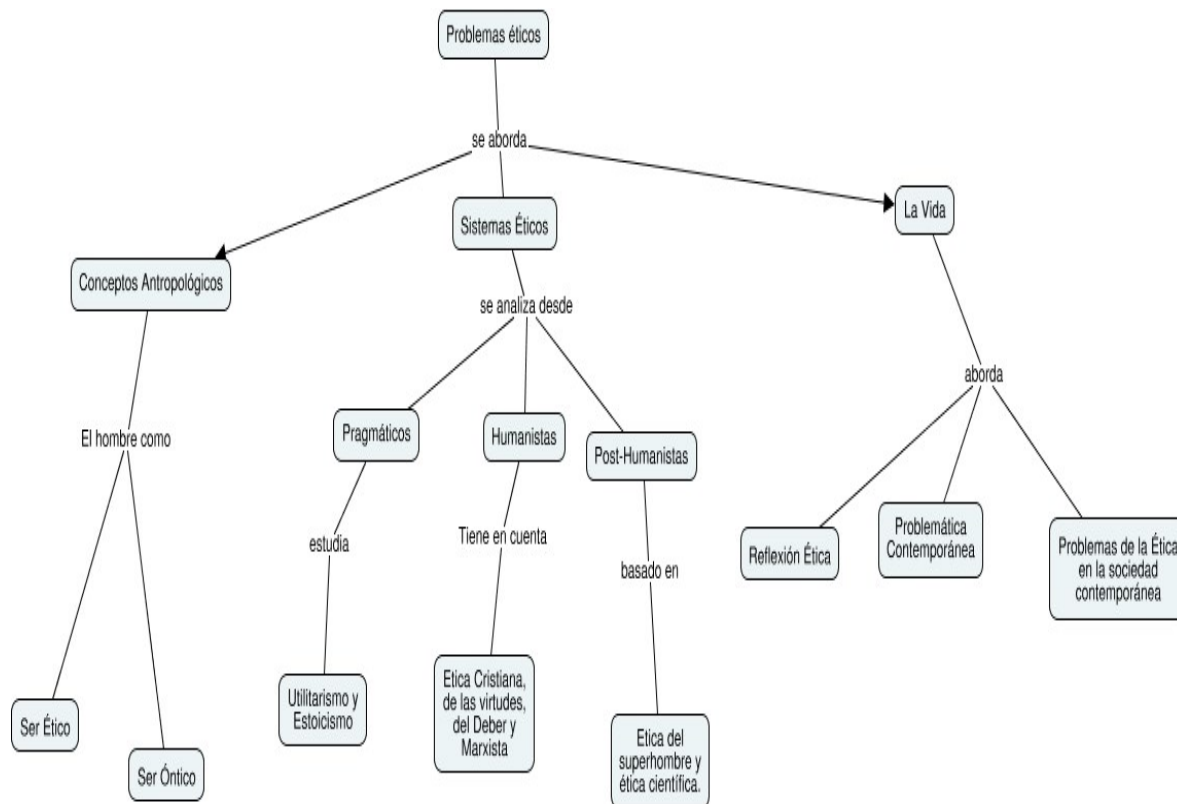 Problemas éticos
se aborda
La Vida
Sistemas Éticos
Conceptos Antropológicos
se analiza desde
aborda
Pragmáticos
Humanistas
El hombre como
Post-Humanistas
Problemática
Contemporánea
Tiene en cuenta
estudia
Reflexión Ética
Problemas de la Ética
en la sociedad
contemporánea
basado en
Etica Cristiana,
de las virtudes,
del Deber y
Marxista
Utilitarismo y
Estoicismo
Ser Ético
Ser Óntico
Etica del
superhombre y
ética científica.